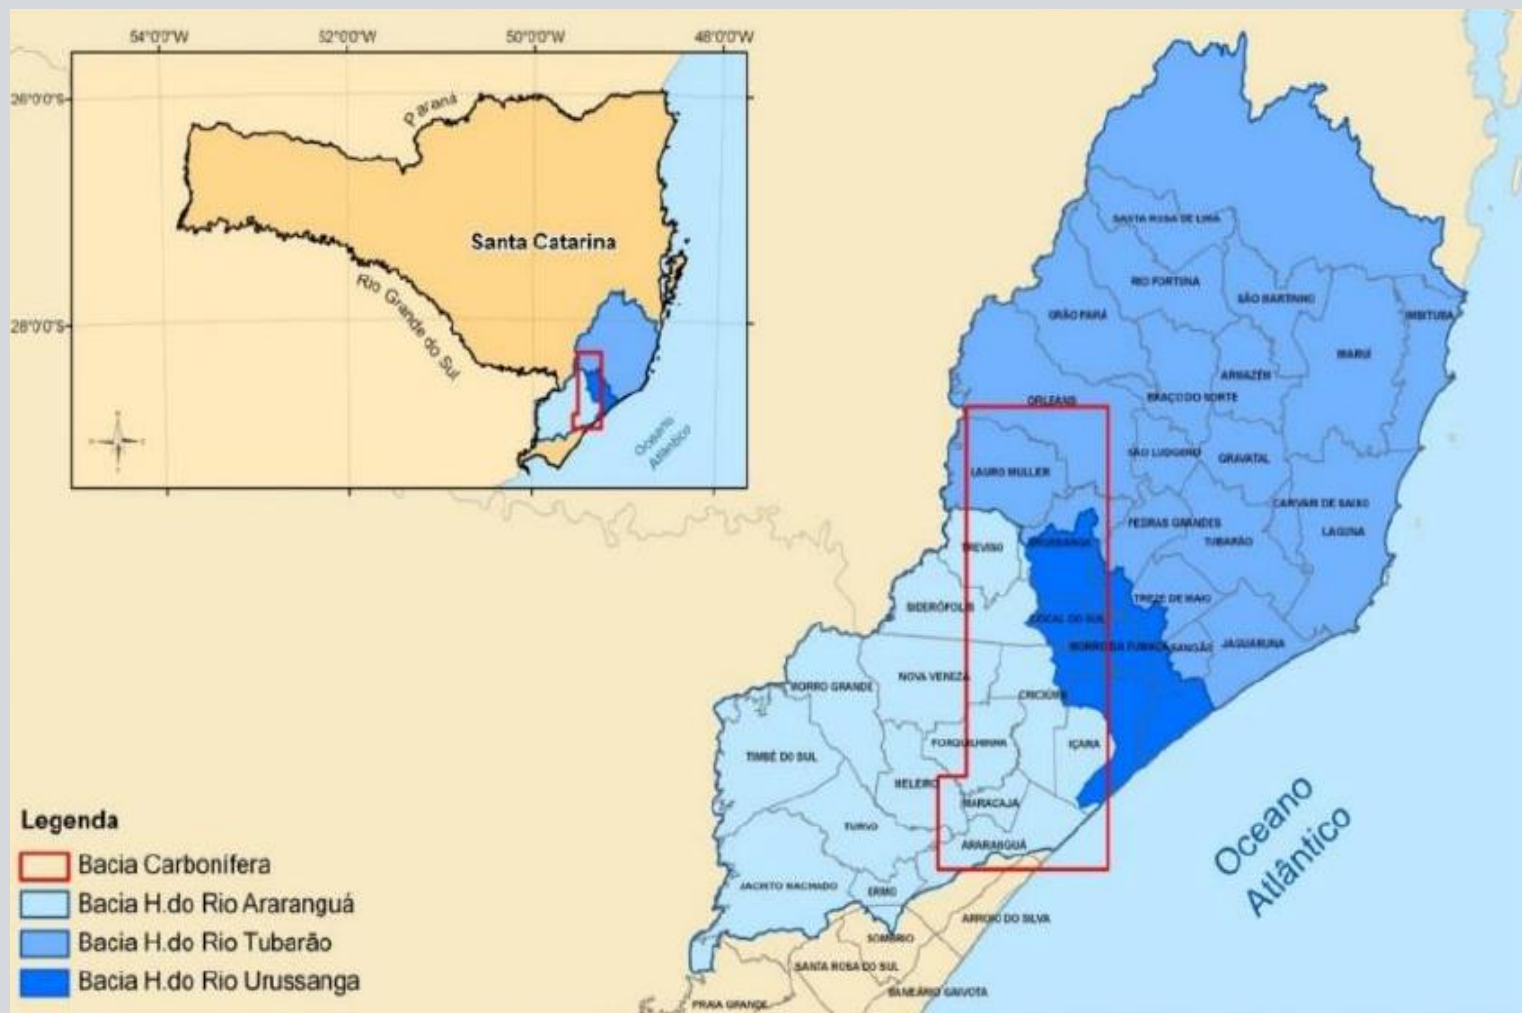 54°0'0"W
52°0'0"W
50°0'0"W
48°0'0"W
26°0'0"S
28°0'0"S
Paraná
Santa Catarina
Rio Grande do Sul
Oceano
Atlântico
SANTA ROSA DE LIMA
RIO FORTUNA
SÃO MARTINHO
GRÃO PARÁ
IMBITUBA
IMARUÍ
ARMAZÉM
BRAÇO DO NORTE
ORLEANS
SÃO LUDGERO
GRAVATAL
LAURO MULLER
CAPIVARI DE BAIXO
PEDRAS GRANDES
LAGUNA
TUBARÃO
TREVISO
URUSSANGA
TREZE DE MAIO
SIDERÓPOLIS
COCAL DO SUL
MORRO DA FUMAÇA
SANGÃO
JAGUARUNA
NOVA VENEZA
MORRO GRANDE
CRICIÚMA
FORQUILHINHA
IÇARA
TIMBÉ DO SUL
MELEIRO
MARACAJA
TURVO
ARARANGUÁ
JACINTO MACHADO
ERMO
ARROIO DO SILVA
SOMBRIO
SANTA ROSA DO SUL
BALNEÁRIO GAIVOTA
PRAIA GRANDE
Oceano
Atlântico
Legenda
Bacia Carbonífera
Bacia H.do Rio Araranguá
Bacia H.do Rio Tubarão
Bacia H.do Rio Urussanga